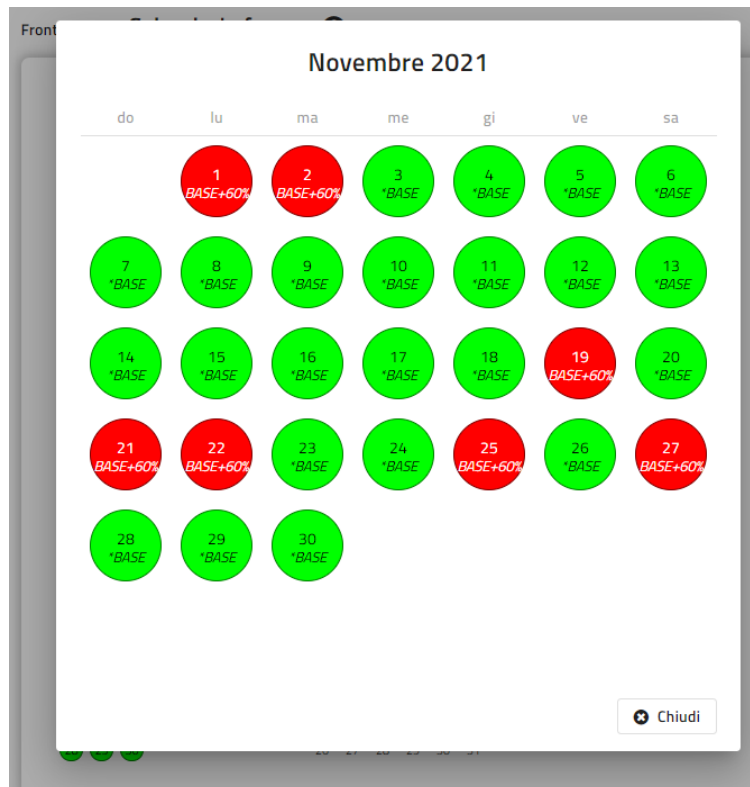 Front
Novembre 2021
do lu ma me gi ve sa
1 2 3 4 5 6
BASE+60% BASE+60% *BASE *BASE *BASE *BASE
7 8 9 10 11 12 13
*BASE *BASE *BASE *BASE *BASE *BASE *BASE
14 15 16 17 18 19 20
*BASE *BASE *BASE *BASE *BASE BASE+60% *BASE
21 22 23 24 25 26 27
BASE+60% BASE+60% *BASE *BASE BASE+60% *BASE BASE+60%
28 29 30
*BASE *BASE *BASE
Chiudi